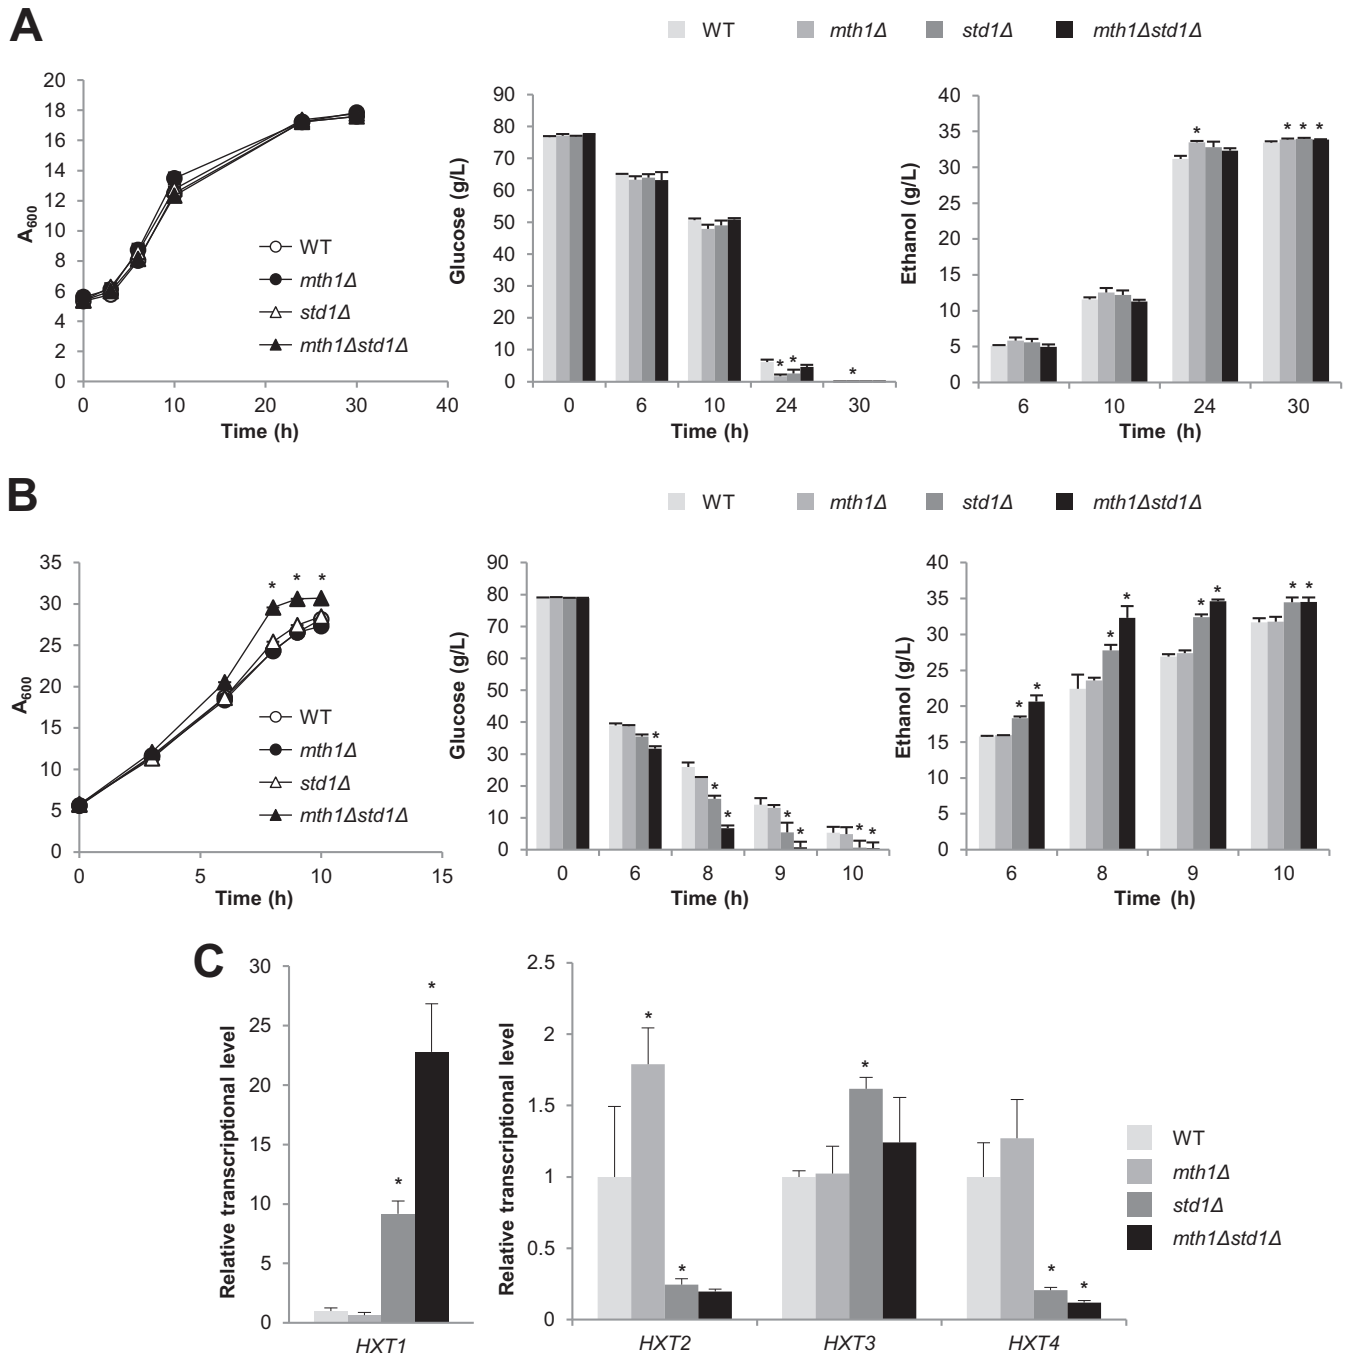 A
WT mth1Δ std1Δ mth1Δstd1Δ
20
18
16
14
12
10
8
6
4
2
0
A600
0 10 20 30 40
Time (h)
WT
mth1Δ
std1Δ
mth1Δstd1Δ
90
80
70
60
50
40
30
20
10
0
Glucose (g/L)
* * *
0 6 10 24 30
Time (h)
40
35
30
25
20
15
10
5
0
Ethanol (g/L)
* * * *
6 10 24 30
Time (h)
B
WT mth1Δ std1Δ mth1Δstd1Δ
35
30
25
20
15
10
5
0
A600
* * *
0 5 10 15
Time (h)
WT
mth1Δ
std1Δ
mth1Δstd1Δ
90
80
70
60
50
40
30
20
10
0
Glucose (g/L)
* * * * * * *
0 6 8 9 10
Time (h)
40
35
30
25
20
15
10
5
0
Ethanol (g/L)
* * * * * * * *
6 8 9 10
Time (h)
C
30
25
20
15
10
5
0
Relative transcriptional level
* *
HXT1
2.5
2
1.5
1
0.5
0
Relative transcriptional level
* * * * *
HXT2 HXT3 HXT4
WT
mth1Δ
std1Δ
mth1Δstd1Δ